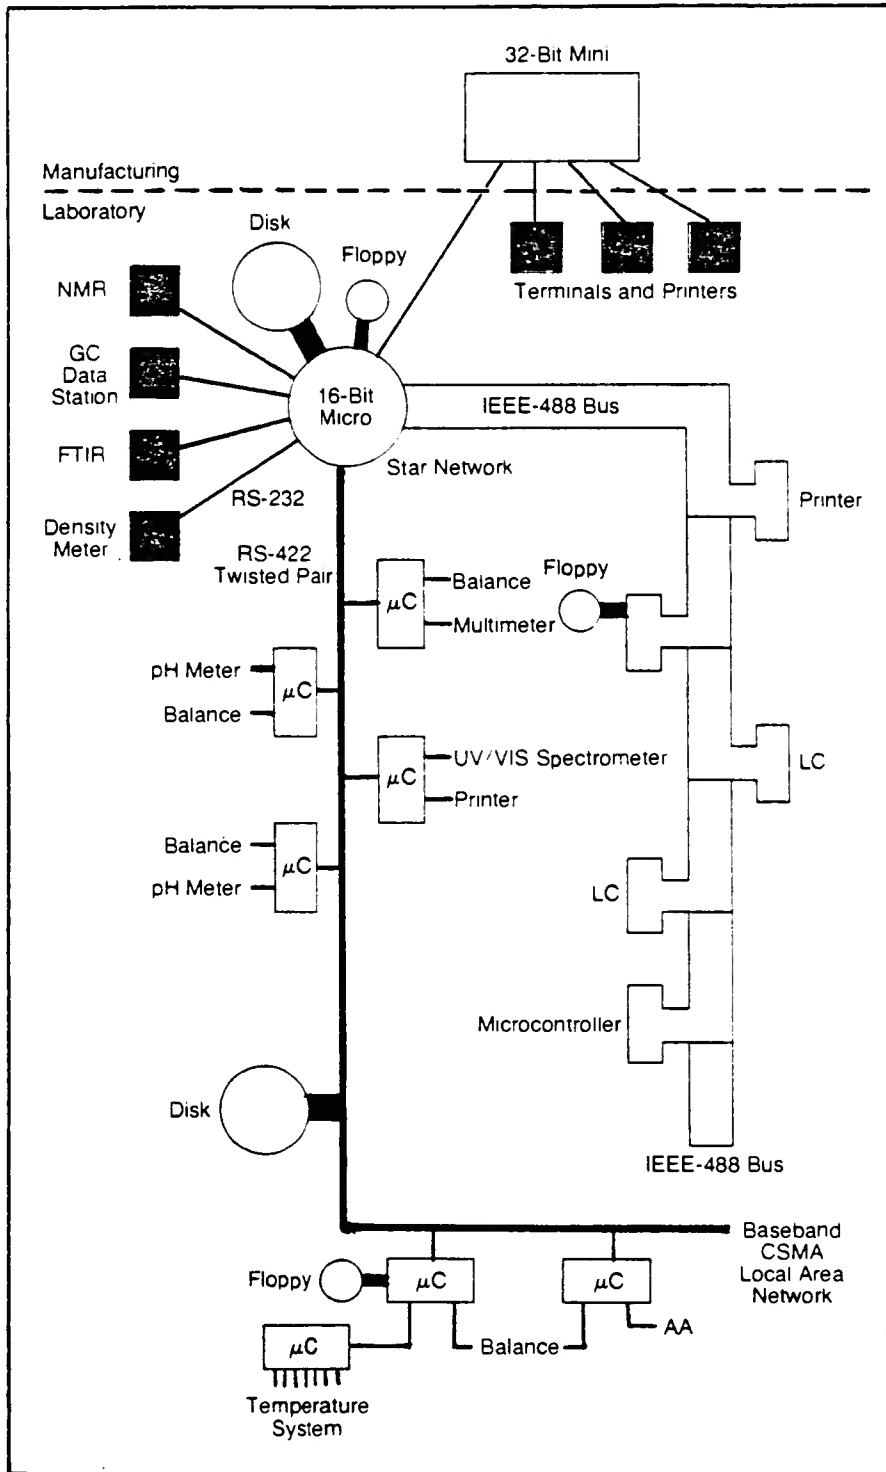 32-Bit Mini
Manufacturing
Laboratory
Disk
Floppy
Terminals and Printers
NMR
GC
Data
Station
FTIR
Density
Meter
16-Bit
Micro
IEEE-488 Bus
Star Network
RS-232
Printer
RS-422
Twisted Pair
μC
Balance
Multimeter
Floppy
pH Meter
Balance
μC
μC
UV/VIS Spectrometer
Printer
LC
Balance
pH Meter
μC
LC
Microcontroller
Disk
IEEE-488 Bus
Baseband
CSMA
Local Area
Network
Floppy
μC
μC
AA
μC
Balance
Temperature
System